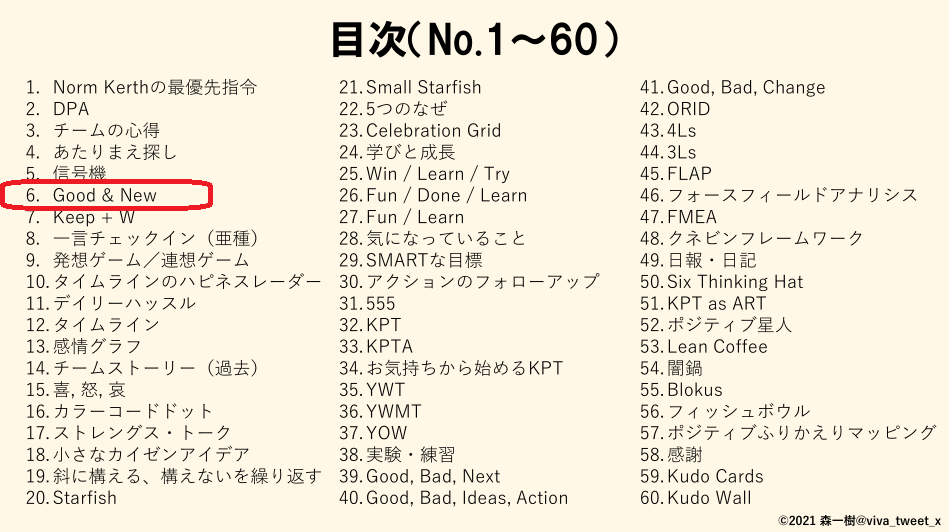 目次(No.1～60)
1. Norm Kerthの最優先指令
2. DPA
3. チームの心得
4. あたりまえ探し
5. 信号機
6. Good & New
7. Keep + W
8. 一言チェックイン（亜種）
9. 発想ゲーム／連想ゲーム
10. タイムラインのハピネスレーダー
11. デイリーハッスル
12. タイムライン
13. 感情グラフ
14. チームストーリー（過去）
15. 喜, 怒, 哀
16. カラーコードドット
17. ストレングス・トーク
18. 小さなカイゼンアイデア
19. 斜に構える、構えないを繰り返す
20. Starfish
21. Small Starfish
22. 5つのなぜ
23. Celebration Grid
24. 学びと成長
25. Win / Learn / Try
26. Fun / Done / Learn
27. Fun / Learn
28. 気になっていること
29. SMARTな目標
30. アクションのフォローアップ
31. 555
32. KPT
33. KPTA
34. お気持ちから始めるKPT
35. YWT
36. YWMT
37. YOW
38. 実験・練習
39. Good, Bad, Next
40. Good, Bad, Ideas, Action
41. Good, Bad, Change
42. ORID
43. 4Ls
44. 3Ls
45. FLAP
46. フォースフィールドアナリシス
47. FMEA
48. クネビンフレームワーク
49. 日報・日記
50. Six Thinking Hat
51. KPT as ART
52. ポジティブ星人
53. Lean Coffee
54. 闇鍋
55. Blokus
56. フィッシュボウル
57. ポジティブふりかえりマッピング
58. 感謝
59. Kudo Cards
60. Kudo Wall
©2021 森一樹@viva_tweet_x